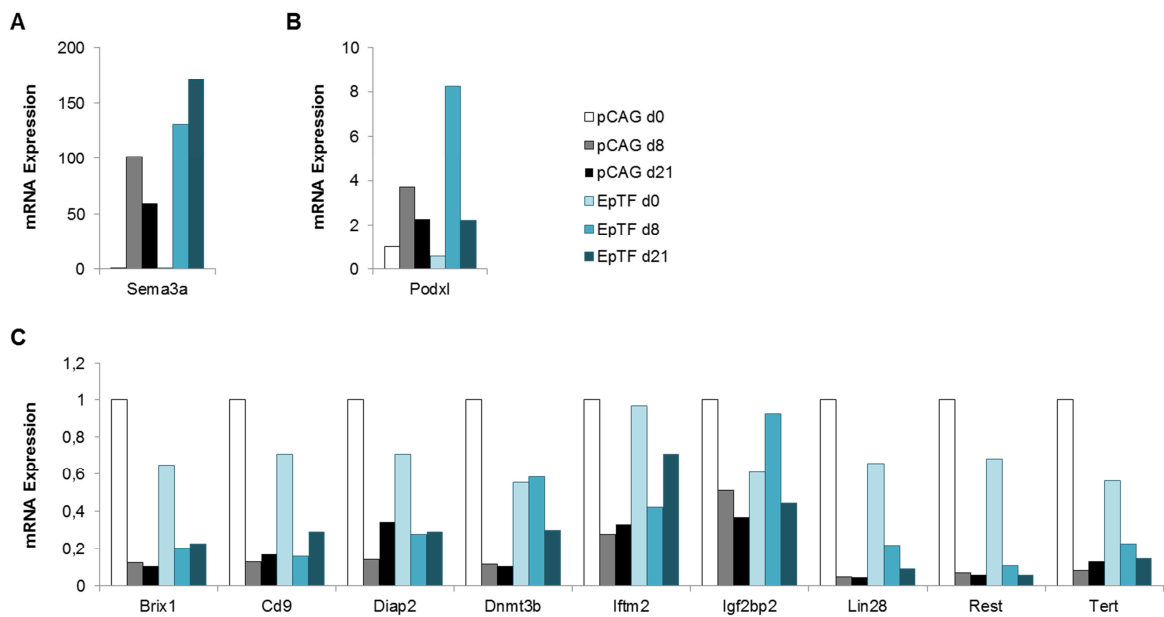 A
mRNA Expression
200
150
100
50
0
Sema3a
B
mRNA Expression
10
8
6
4
2
0
Podxl
pCAG d0
pCAG d8
pCAG d21
EpTF d0
EpTF d8
EpTF d21
C
mRNA Expression
1,2
1
0,8
0,6
0,4
0,2
0
Brix1 Cd9 Diap2 Dnmt3b Iftm2 Igf2bp2 Lin28 Rest Tert